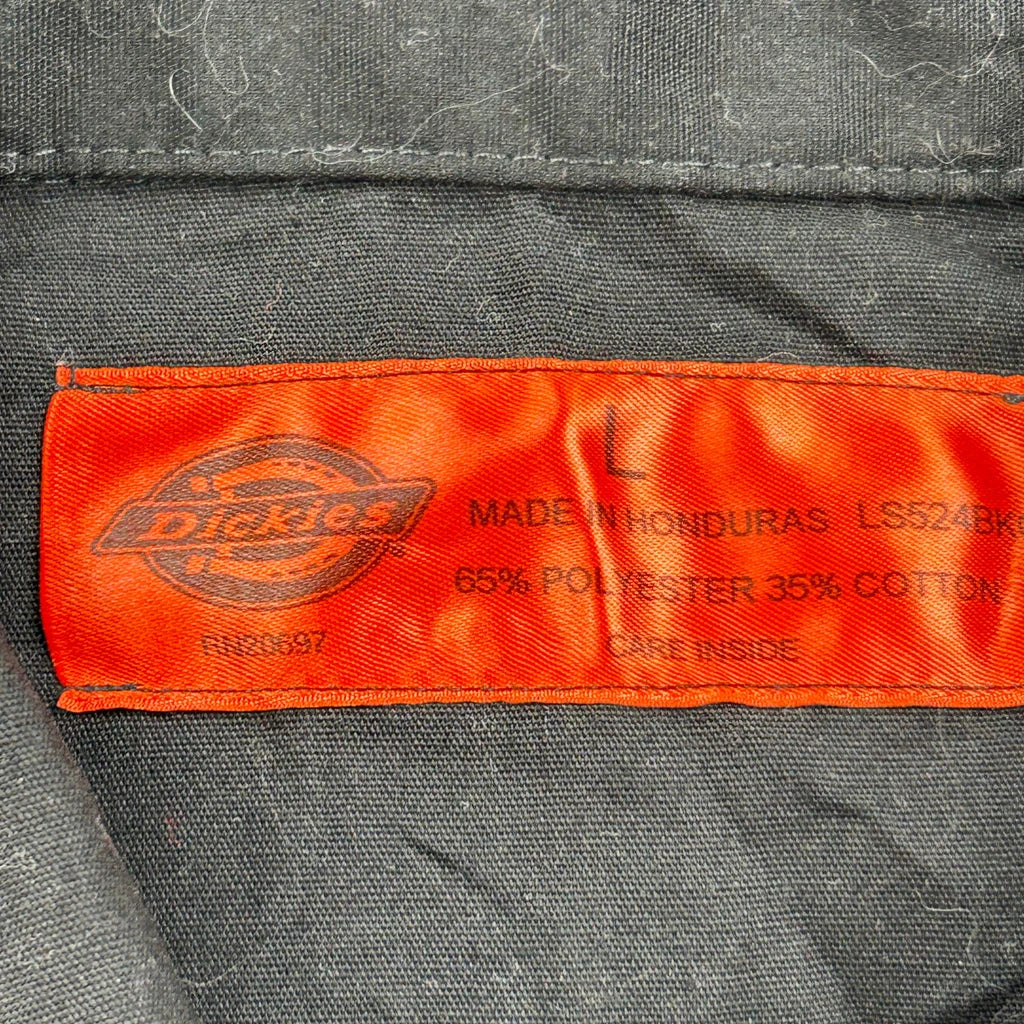 L
Dickies
MADE IN HONDURAS LS524BK
65% POLYESTER 35% COTTON
RN20697
CARE INSIDE